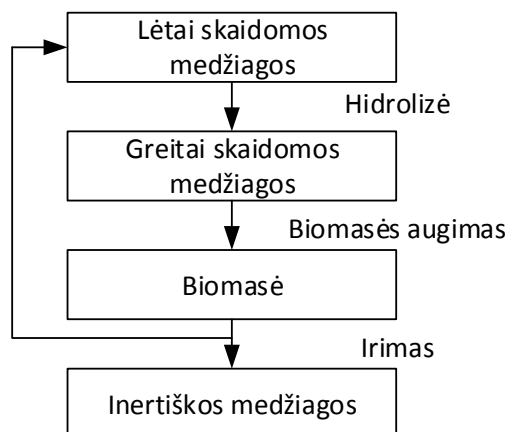 Lėtai skaidomos
medžiagos
Hidrolizė
Greitai skaidomos
medžiagos
Biomasės augimas
Biomasė
Irimas
Inertiškos medžiagos